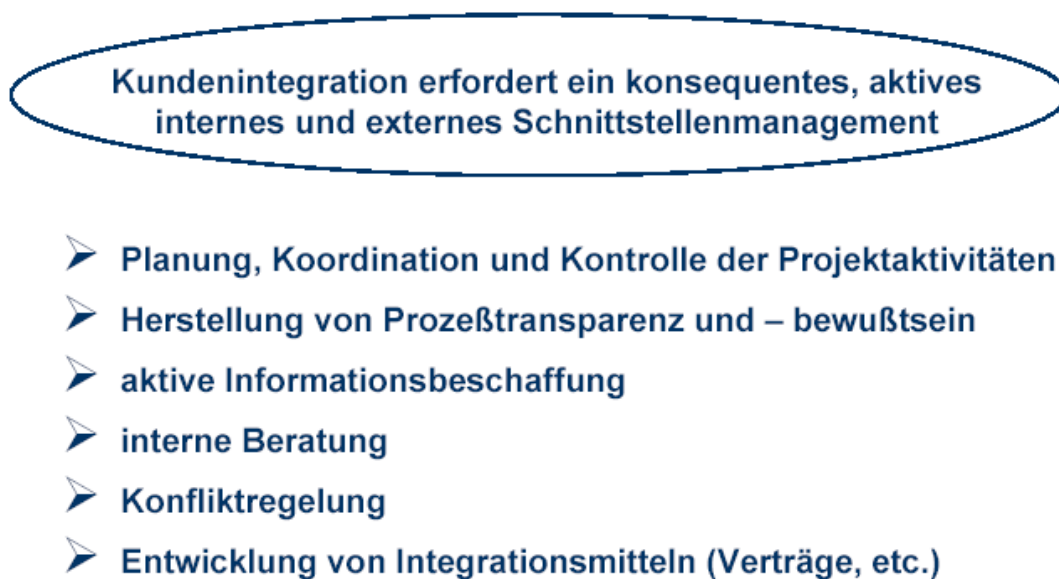 Kundenintegration erfordert ein konsequentes, aktives
internes und externes Schnittstellenmanagement
Planung, Koordination und Kontrolle der Projektaktivitäten
Herstellung von Prozeßtransparenz und – bewußtsein
aktive Informationsbeschaffung
interne Beratung
Konfliktregelung
Entwicklung von Integrationsmitteln (Verträge, etc.)